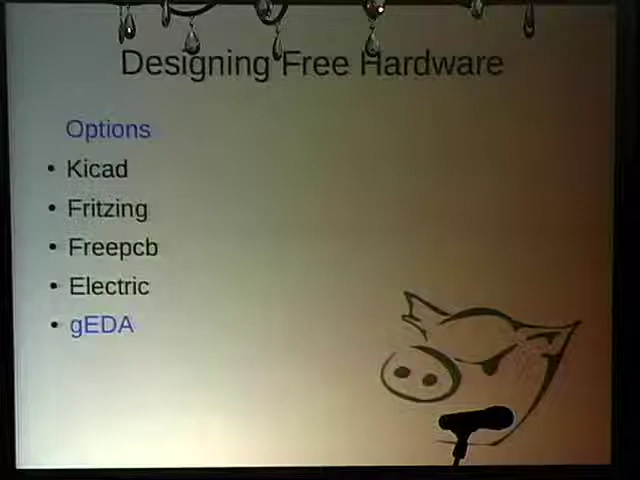 Designing Free Hardware
Options
• Kicad
• Fritzing
• Freepcb
• Electric
• gEDA